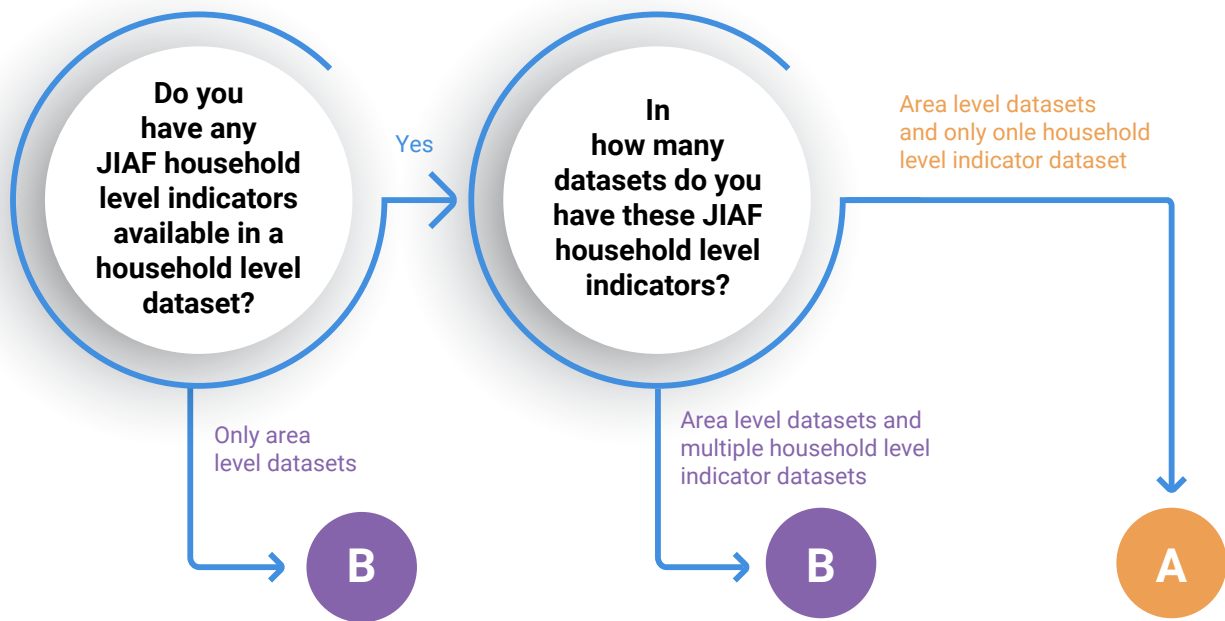 Do you
have any
JIAF household
level indicators
available in a
household level
dataset?
Yes
In
how many
datasets do you
have these JIAF
household level
indicators?
Area level datasets
and only onle household
level indicator dataset
Only area
level datasets
Area level datasets and
multiple household level
indicator datasets
B
B
A